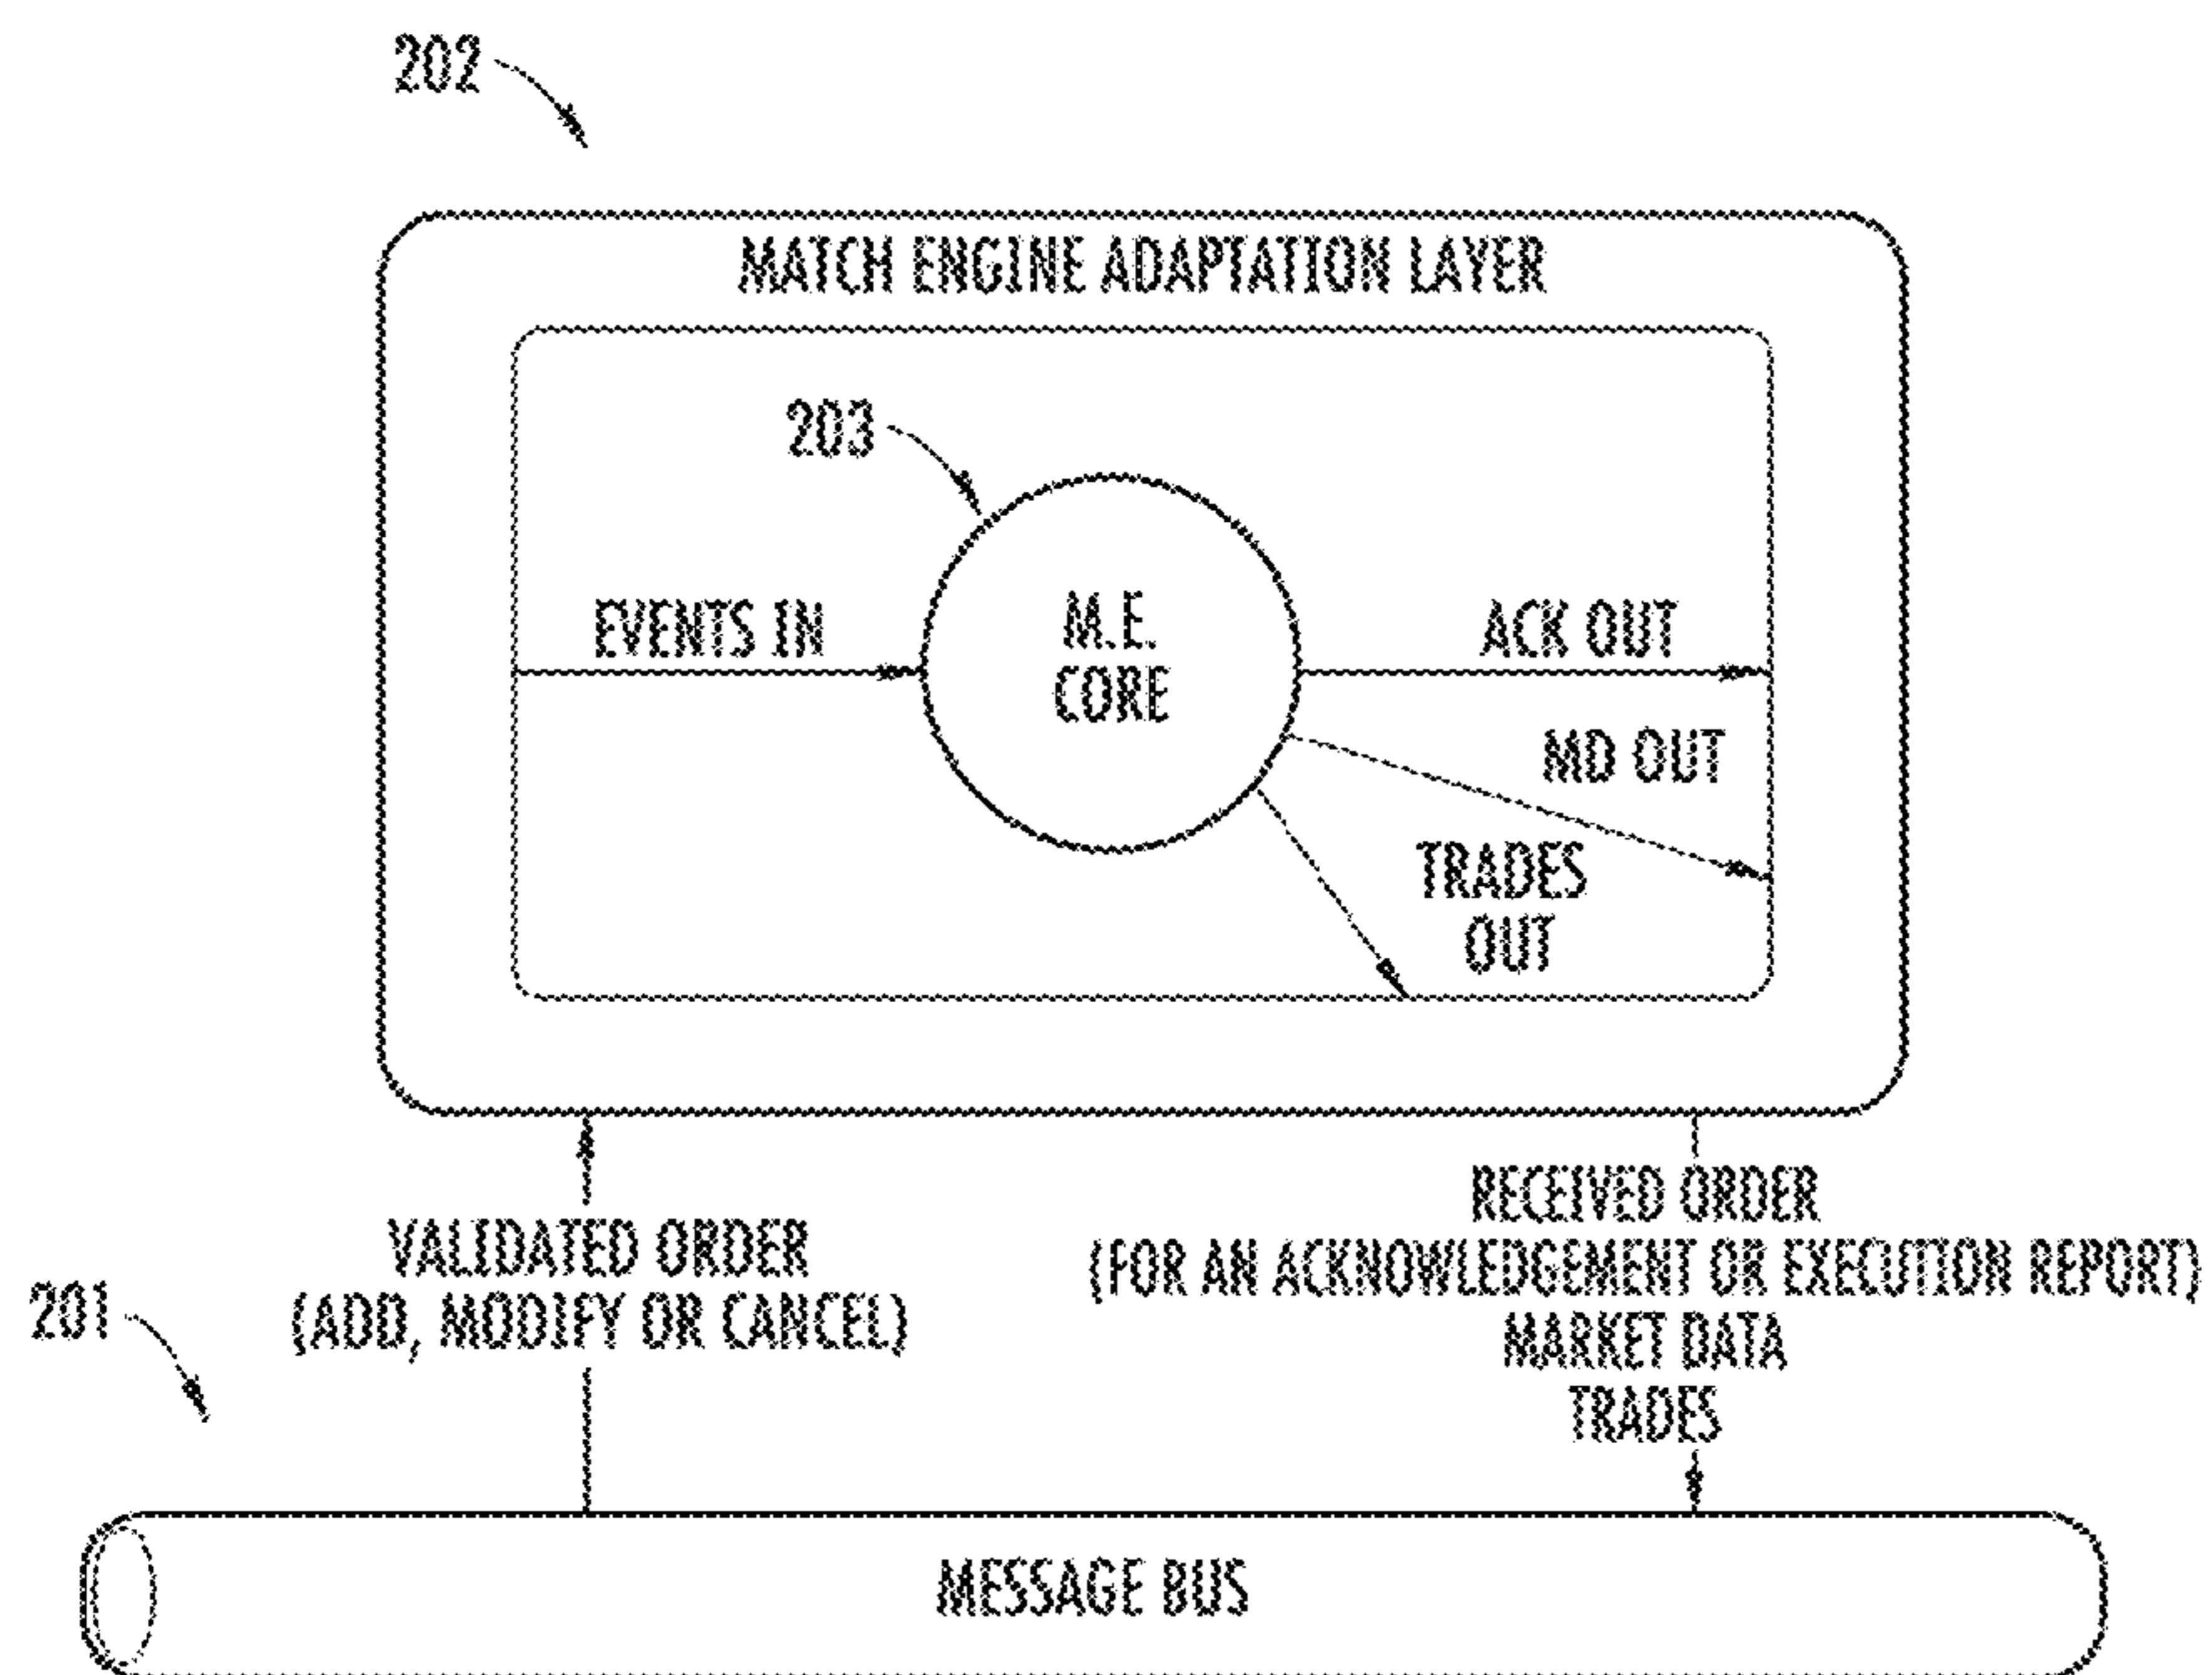 202
MATCH ENGINE ADAPTATION LAYER
203
EVENTS IN
M.E.
CORE
ACK OUT
MD OUT
TRADES
OUT
VALIDATED ORDER
(ADD, MODIFY OR CANCEL)
RECEIVED ORDER
(FOR AN ACKNOWLEDGEMENT OR EXECUTION REPORT)
MARKET DATA
TRADES
201
MESSAGE BUS